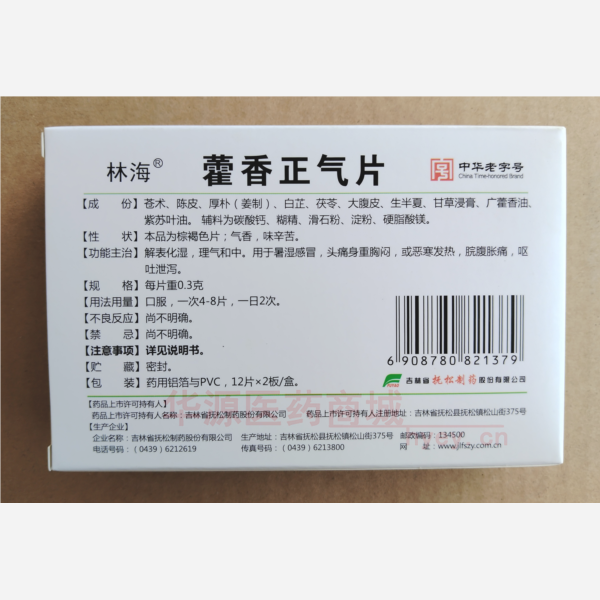 林海® 藿香正气片 中华老字号
China Time-honored Brand
【成　份】苍术、陈皮、厚朴（姜制）、白芷、茯苓、大腹皮、生半夏、甘草浸膏、广藿香油、
紫苏叶油。 辅料为碳酸钙、糊精、滑石粉、淀粉、硬脂酸镁。
【性　状】本品为棕褐色片；气香，味辛苦。
【功能主治】解表化湿，理气和中。用于暑湿感冒，头痛身重胸闷，或恶寒发热，脘腹胀痛，呕
吐泄泻。
【规　格】每片重0.3克
【用法用量】口服，一次4-8片，一日2次。
【不良反应】尚不明确。
【禁　忌】尚不明确。
【注意事项】详见说明书。
【贮　藏】密封。
【包　装】药用铝箔与PVC，12片×2板/盒。
6 908780 821379
吉林省抚松制药股份有限公司
【药品上市许可持有人】
药品上市许可持有人名称：吉林省抚松制药股份有限公司 药品上市许可持有人注册地址：吉林省抚松县抚松镇松山街375号
【生产企业】
企业名称：吉林省抚松制药股份有限公司 生产地址：吉林省抚松县抚松镇松山街375号 邮政编码：134500
电话号码：（0439）6212619 传真号码：（0439）6213800 网　址：www.jlfszy.com.cn
华源医药商城